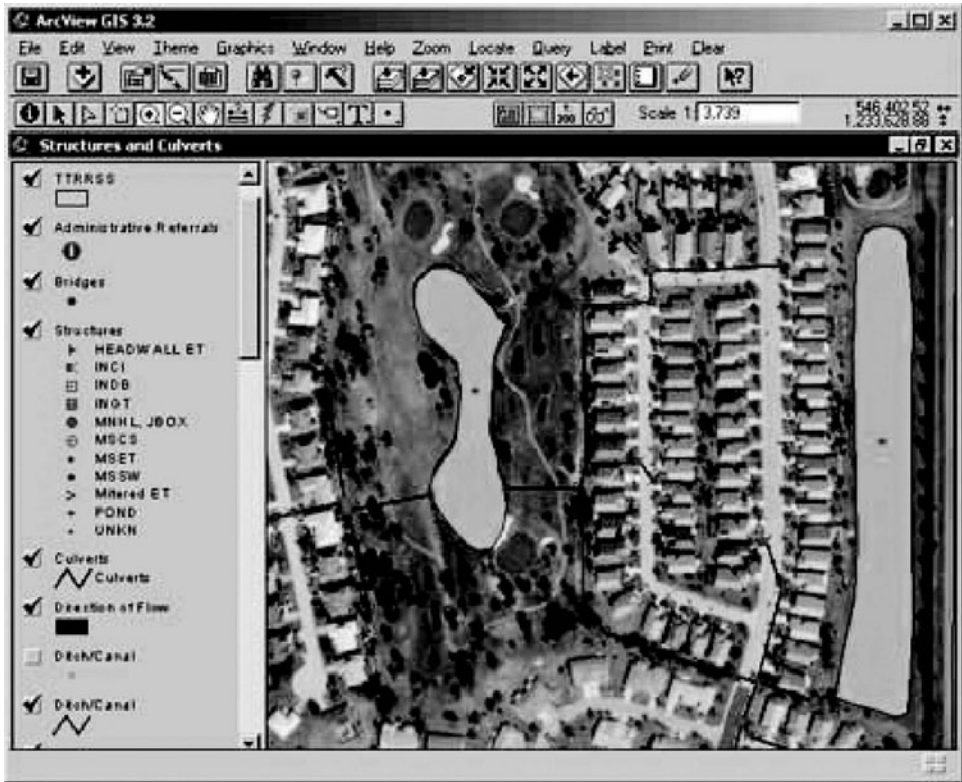 ArcView GIS 3.2
File Edit View Theme Graphics Window Help Zoom Locate Query Label Print Clear
Scale 1: 3,739
546,402.52
1,233,628.88
Structures and Culverts
TTRRSS
Administrative Referrals
Bridges
Structures
HEADWALL ET
INCI
INDB
INGT
MNHL, JBOX
MSCS
MSET
MSSW
Mitered ET
POND
UNKN
Culverts
Culverts
Direction of Flow
Ditch/Canal
Ditch/Canal